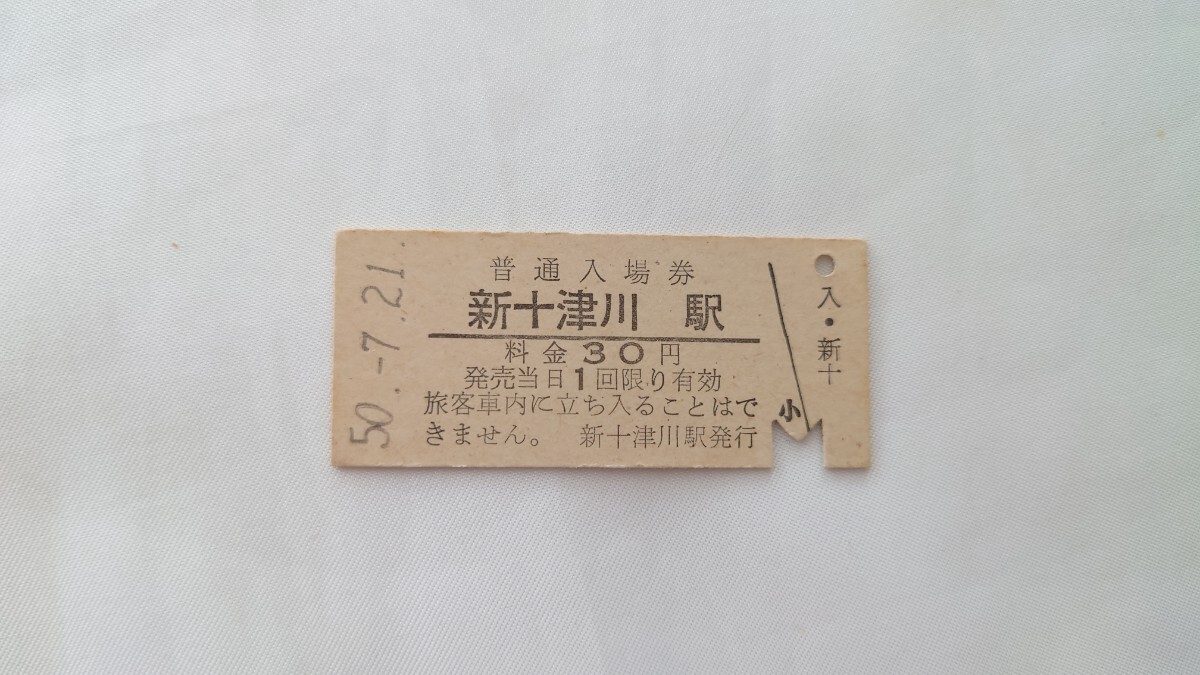 50.-7.21
普通入場券
新十津川 駅
料金30円
発売当日1回限り有効
旅客車内に立ち入ることはで
きません。 新十津川駅発行
小
入・新十